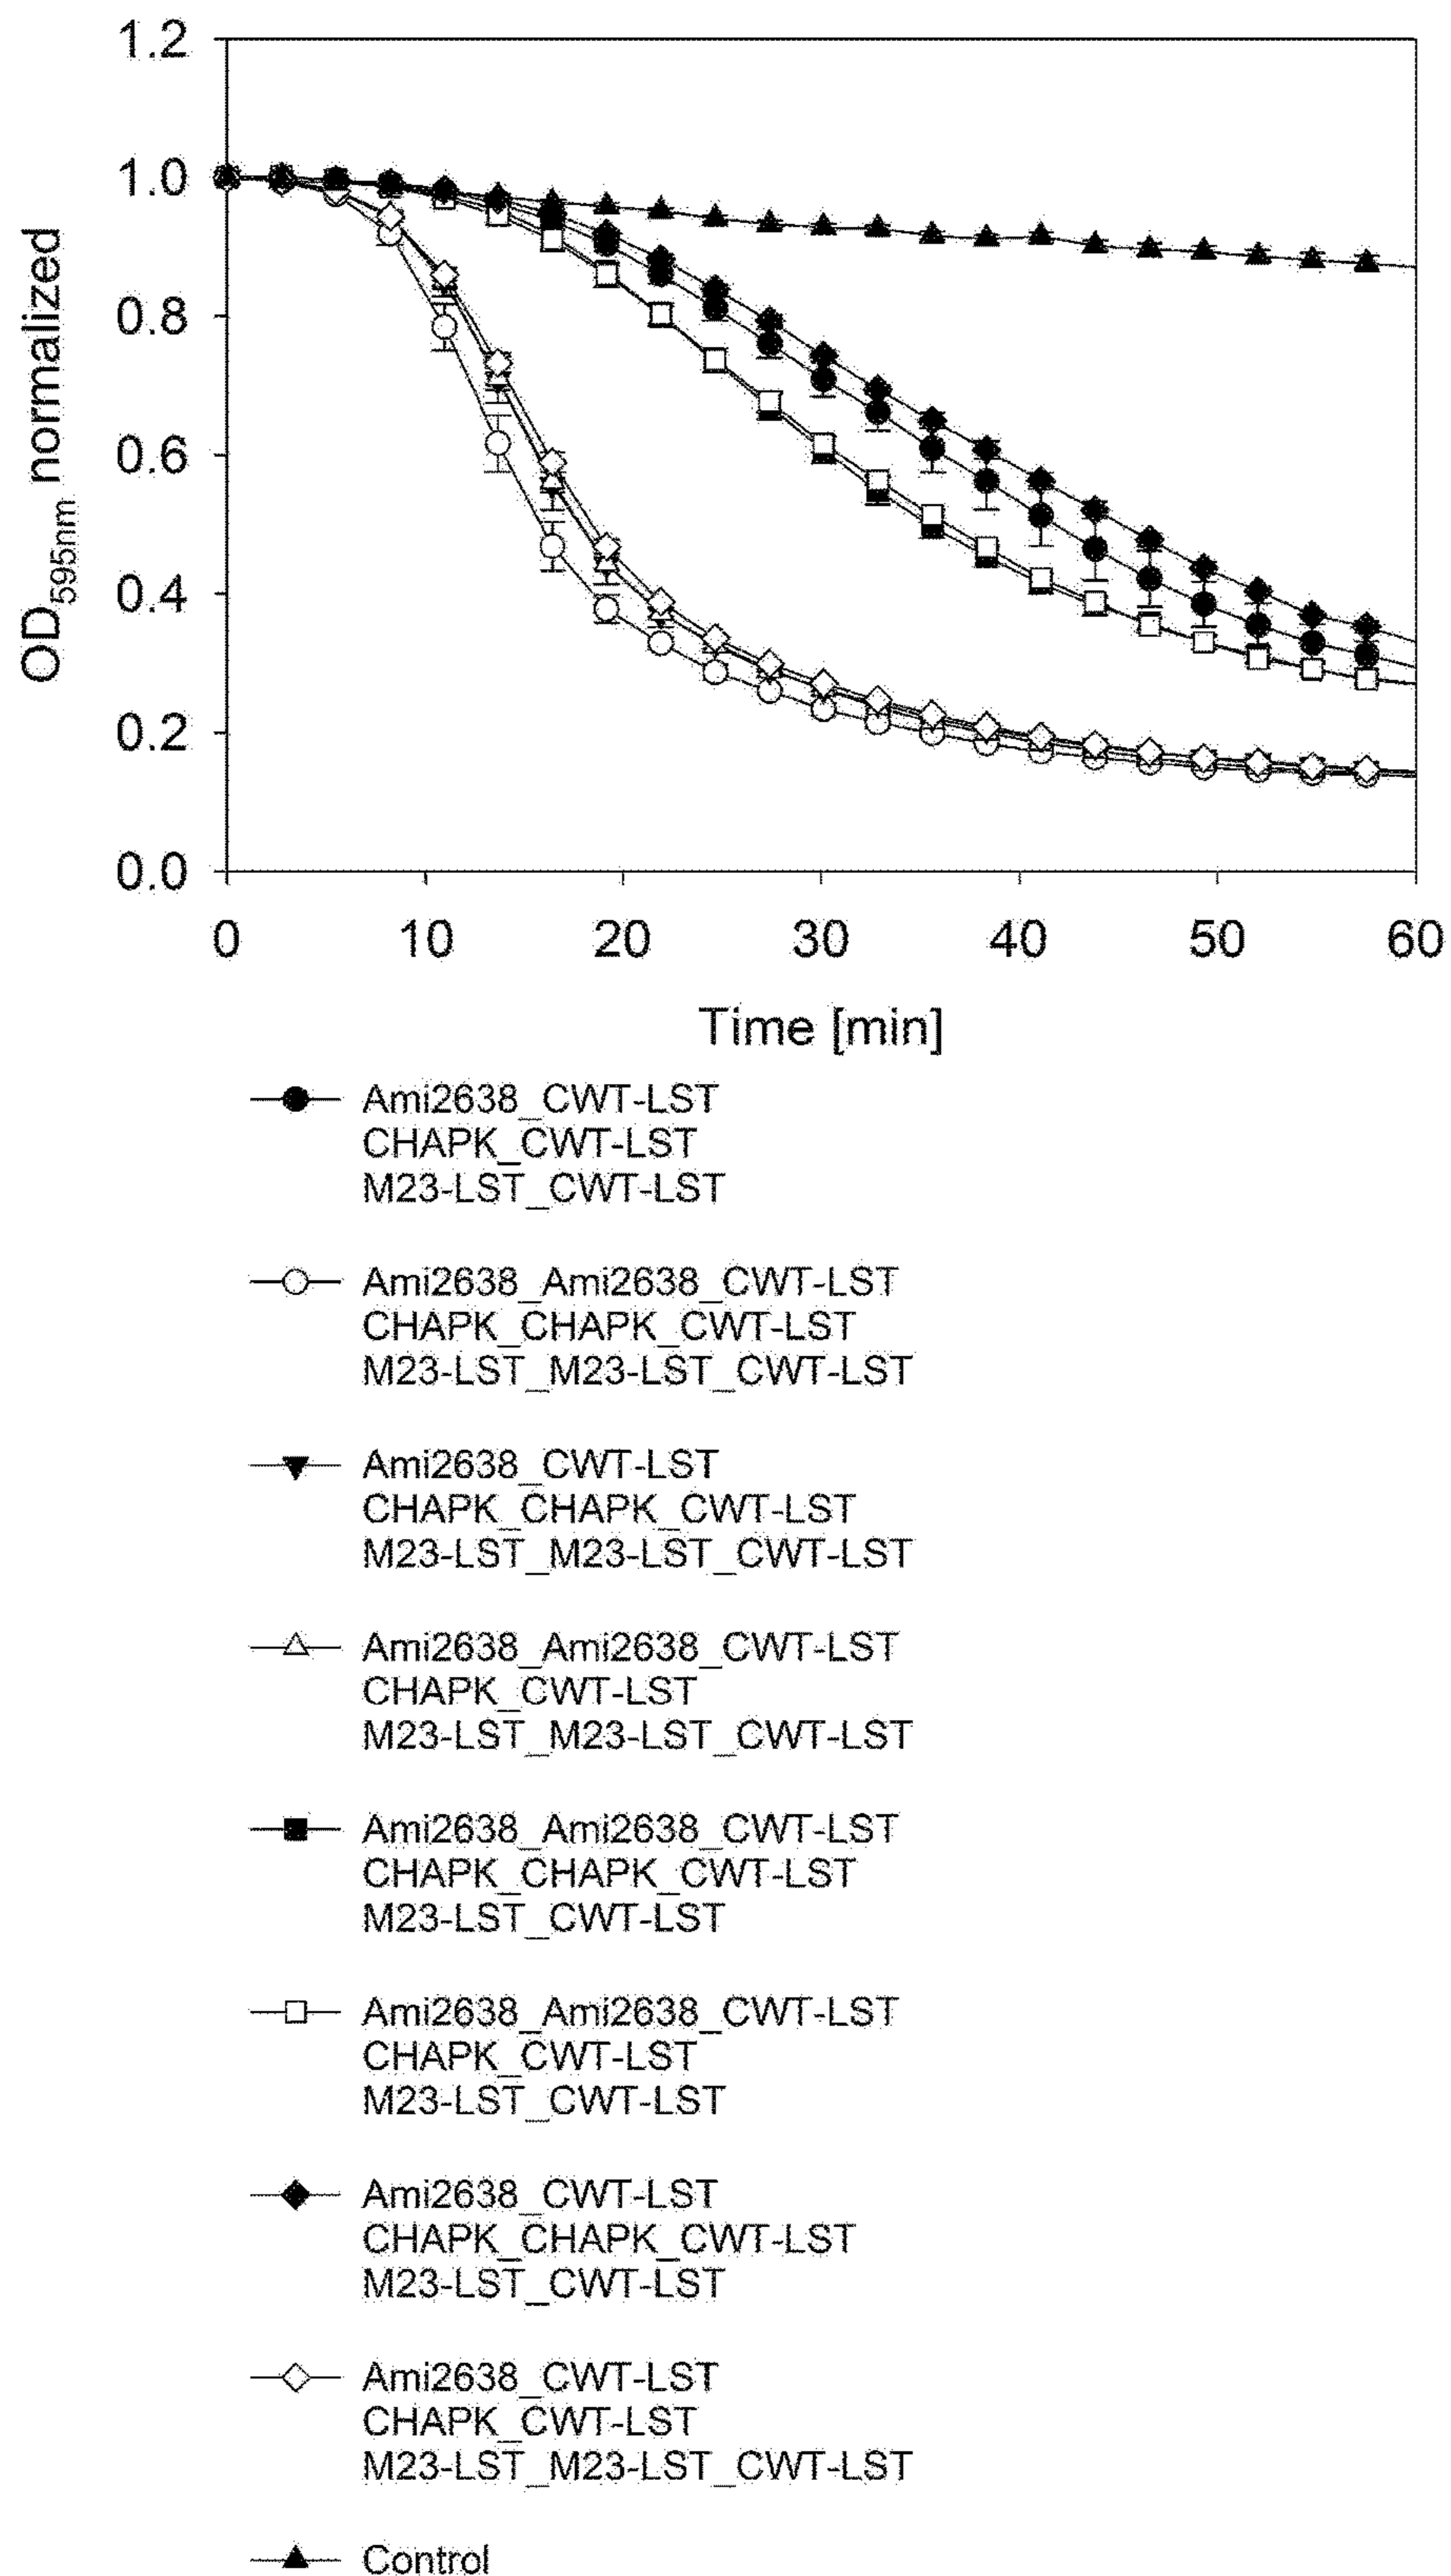 1.2
1.0
0.8
0.6
0.4
0.2
0.0
OD595nm normalized
0 10 20 30 40 50 60
Time [min]
Ami2638_CWT-LST
CHAPK_CWT-LST
M23-LST_CWT-LST
Ami2638_Ami2638_CWT-LST
CHAPK_CHAPK_CWT-LST
M23-LST_M23-LST_CWT-LST
Ami2638_CWT-LST
CHAPK_CHAPK_CWT-LST
M23-LST_M23-LST_CWT-LST
Ami2638_Ami2638_CWT-LST
CHAPK_CWT-LST
M23-LST_M23-LST_CWT-LST
Ami2638_Ami2638_CWT-LST
CHAPK_CHAPK_CWT-LST
M23-LST_CWT-LST
Ami2638_Ami2638_CWT-LST
CHAPK_CWT-LST
M23-LST_CWT-LST
Ami2638_CWT-LST
CHAPK_CHAPK_CWT-LST
M23-LST_CWT-LST
Ami2638_CWT-LST
CHAPK_CWT-LST
M23-LST_M23-LST_CWT-LST
Control